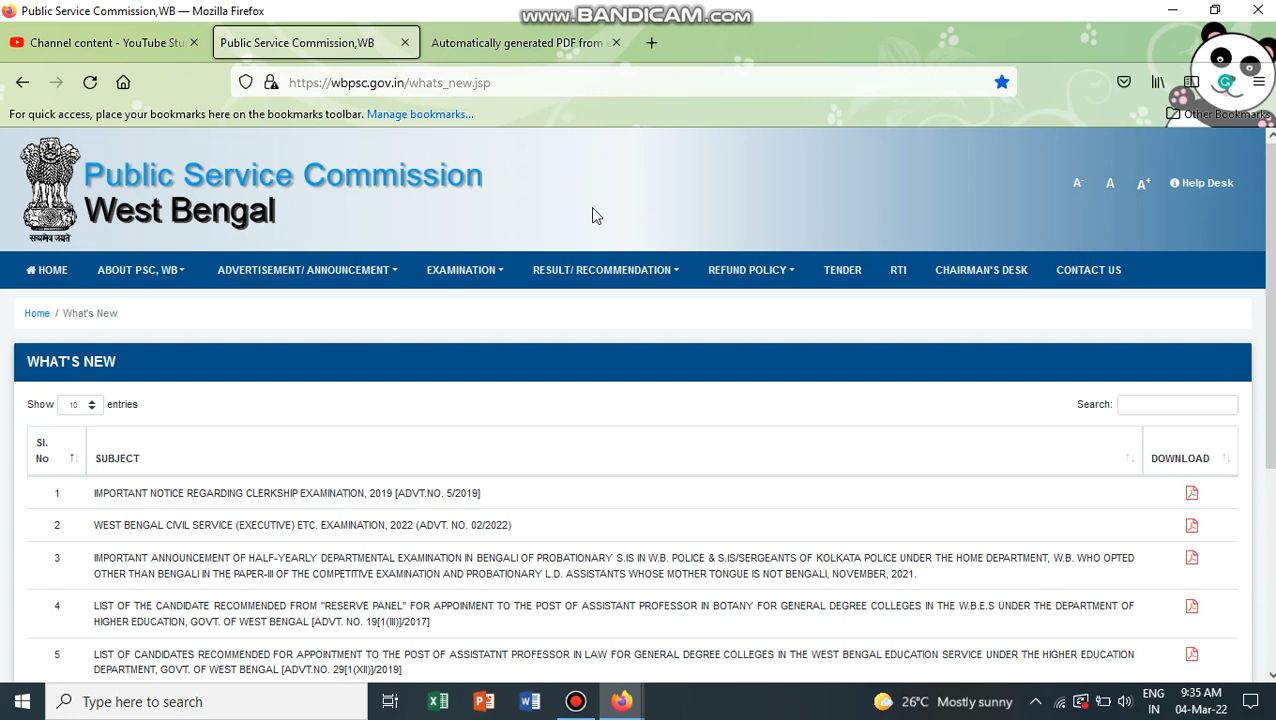 Public Service Commission,WB — Mozilla Firefox
www.BANDICAM.com
Channel content - YouTube Stu
Public Service Commission,WB
Automatically generated PDF from e
https://wbpsc.gov.in/whats_new.jsp
For quick access, place your bookmarks here on the bookmarks toolbar. Manage bookmarks...
Other Bookmarks
Public Service Commission
West Bengal
सत्यमेव जयते
A-
A
A+
Help Desk
HOME
ABOUT PSC, WB
ADVERTISEMENT/ ANNOUNCEMENT
EXAMINATION
RESULT/ RECOMMENDATION
REFUND POLICY
TENDER
RTI
CHAIRMAN'S DESK
CONTACT US
Home / What's New
WHAT'S NEW
Show 10 entries
Search:
Sl. No
SUBJECT
DOWNLOAD
1 IMPORTANT NOTICE REGARDING CLERKSHIP EXAMINATION, 2019 [ADVT.NO. 5/2019]
2 WEST BENGAL CIVIL SERVICE (EXECUTIVE) ETC. EXAMINATION, 2022 (ADVT. NO. 02/2022)
3 IMPORTANT ANNOUNCEMENT OF HALF-YEARLY DEPARTMENTAL EXAMINATION IN BENGALI OF PROBATIONARY S.IS IN W.B. POLICE & S.IS/SERGEANTS OF KOLKATA POLICE UNDER THE HOME DEPARTMENT, W.B. WHO OPTED
OTHER THAN BENGALI IN THE PAPER-III OF THE COMPETITIVE EXAMINATION AND PROBATIONARY L.D. ASSISTANTS WHOSE MOTHER TONGUE IS NOT BENGALI, NOVEMBER, 2021.
4 LIST OF THE CANDIDATE RECOMMENDED FROM "RESERVE PANEL" FOR APPOINMENT TO THE POST OF ASSISTANT PROFESSOR IN BOTANY FOR GENERAL DEGREE COLLEGES IN THE W.B.E.S UNDER THE DEPARTMENT OF
HIGHER EDUCATION, GOVT. OF WEST BENGAL [ADVT. NO. 19[1(III)]/2017]
5 LIST OF CANDIDATES RECOMMENDED FOR APPOINTMENT TO THE POST OF ASSISTATNT PROFESSOR IN LAW FOR GENERAL DEGREE COLLEGES IN THE WEST BENGAL EDUCATION SERVICE UNDER THE HIGHER EDUCATION
DEPARTMENT, GOVT. OF WEST BENGAL [ADVT.NO. 29[1(XII)]/2019]
Type here to search
26°C Mostly sunny
ENG
IN
9:35 AM
04-Mar-22